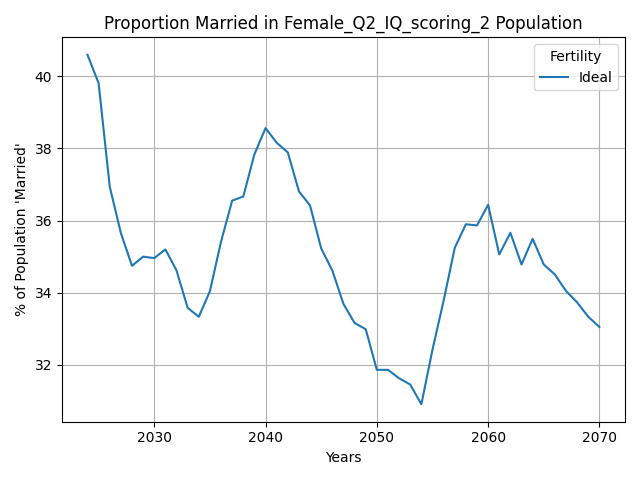 Proportion Married in Female_Q2_IQ_scoring_2 Population
Fertility
Ideal
% of Population 'Married'
40
38
36
34
32
2030
2040
2050
2060
2070
Years